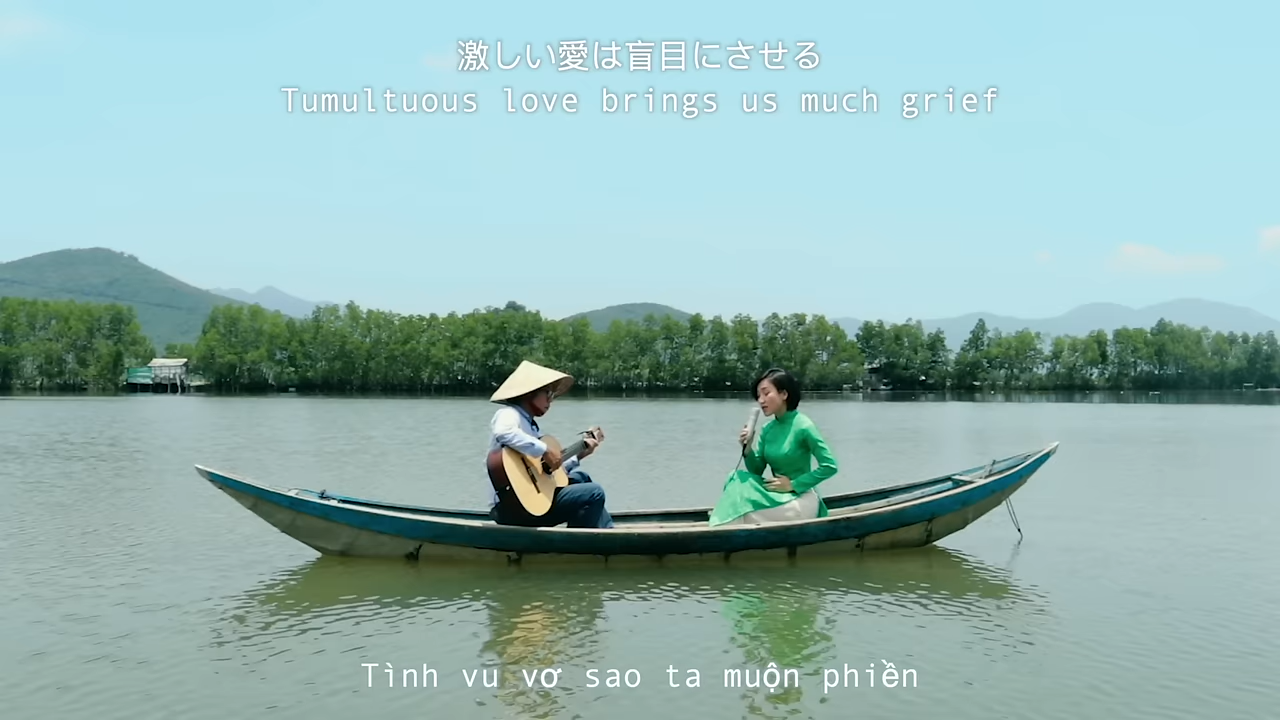 激しい愛は盲目にさせる
Tumultuous love brings us much grief
Tình vu vơ sao ta muộn phiền